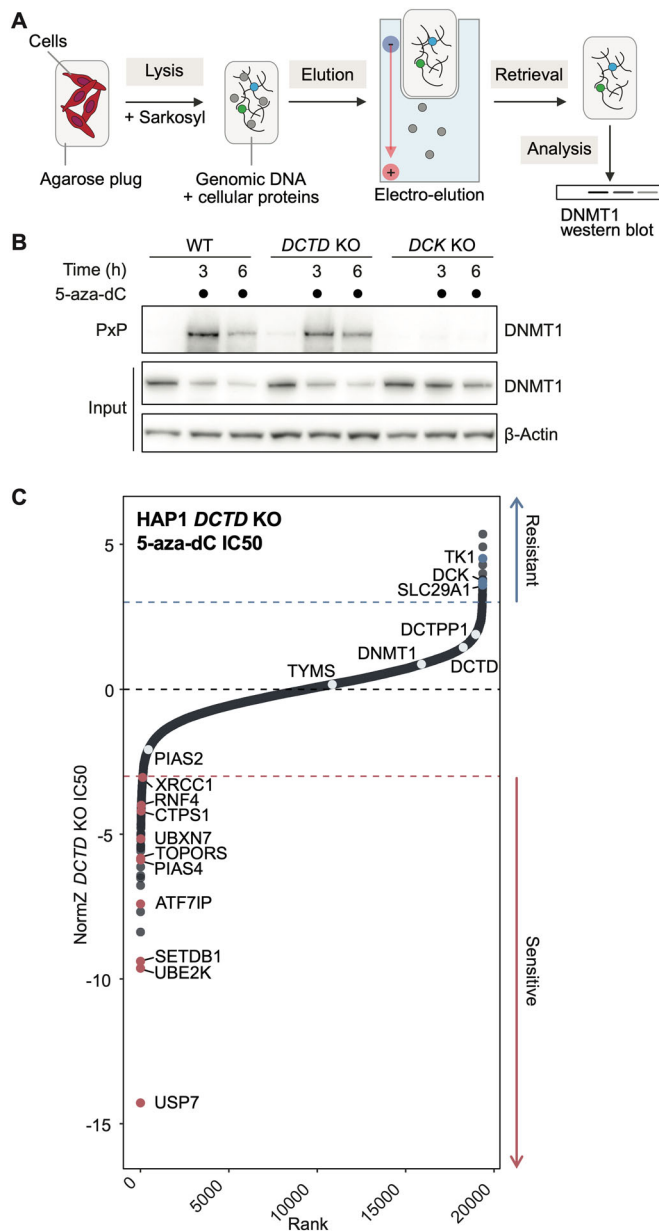 A
Cells
Lysis
+ Sarkosyl
Elution
Retrieval
Analysis
Agarose plug
Genomic DNA
+ cellular proteins
-
+
Electro-elution
DNMT1
western blot
B
WT DCTD KO DCK KO
Time (h) 3 6 3 6 3 6
5-aza-dC
PxP DNMT1
Input DNMT1
β-Actin
C
HAP1 DCTD KO
5-aza-dC IC50
Resistant
5
TK1
DCK
SLC29A1
DCTPP1
DNMT1
DCTD
TYMS
0
PIAS2
XRCC1
RNF4
CTPS1
-5
UBXN7
TOPORS
PIAS4
ATF7IP
SETDB1
UBE2K
-10
USP7
-15
NormZ DCTD KO IC50
Sensitive
0 5000 10000 15000 20000
Rank